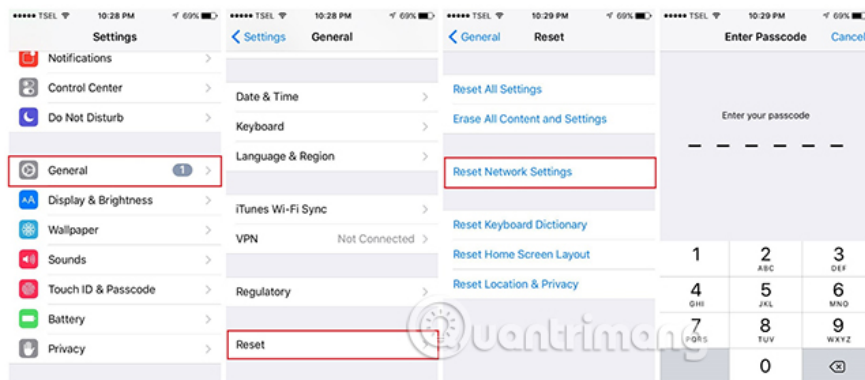 TSEL 10:28 PM 69%
Settings
Notifications
Control Center
Do Not Disturb
General 1
Display & Brightness
Wallpaper
Sounds
Touch ID & Passcode
Battery
Privacy
TSEL 10:28 PM 69%
Settings General
Date & Time
Keyboard
Language & Region
iTunes Wi-Fi Sync
VPN Not Connected
Regulatory
Reset
TSEL 10:29 PM 69%
General Reset
Reset All Settings
Erase All Content and Settings
Reset Network Settings
Reset Keyboard Dictionary
Reset Home Screen Layout
Reset Location & Privacy
TSEL 10:29 PM 69%
Enter Passcode Cancel
Enter your passcode
1 2 3
ABC DEF
4 5 6
GHI JKL MNO
7 8 9
PQRS TUV WXYZ
0
Quantrimang